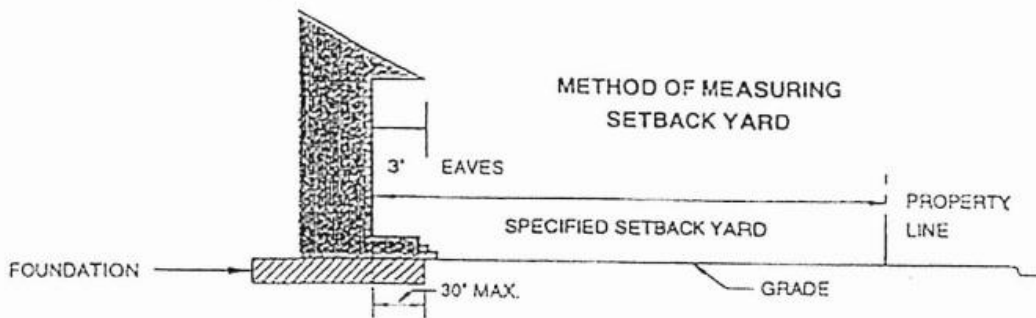 METHOD OF MEASURING
SETBACK YARD
3' EAVES
PROPERTY
LINE
SPECIFIED SETBACK YARD
FOUNDATION
30" MAX.
GRADE